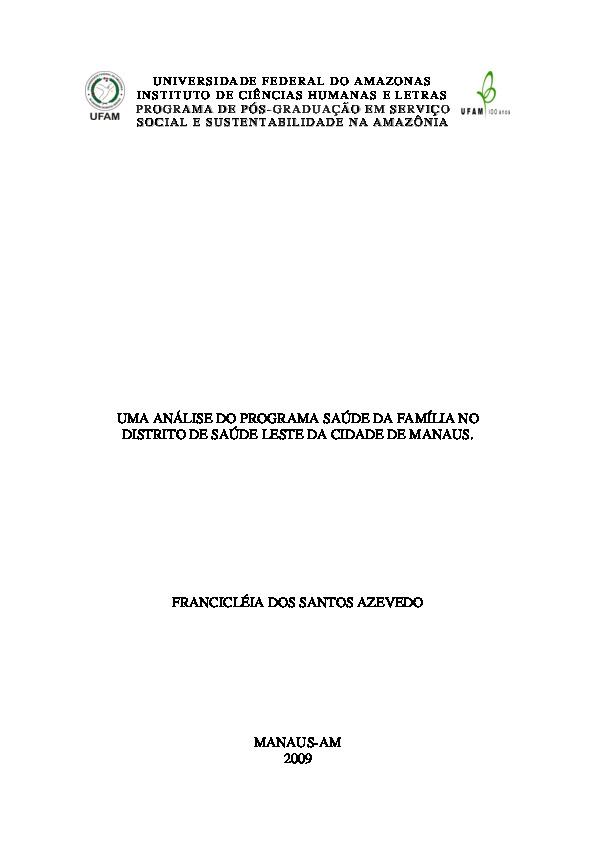 UNIVERSIDADE FEDERAL DO AMAZONAS
INSTITUTO DE CIÊNCIAS HUMANAS E LETRAS
PROGRAMA DE PÓS-GRADUAÇÃO EM SERVIÇO
SOCIAL E SUSTENTABILIDADE NA AMAZÔNIA
UFAM
UFAM 100 anos
UMA ANÁLISE DO PROGRAMA SAÚDE DA FAMÍLIA NO
DISTRITO DE SAÚDE LESTE DA CIDADE DE MANAUS.
FRANCICLÉIA DOS SANTOS AZEVEDO
MANAUS-AM
2009